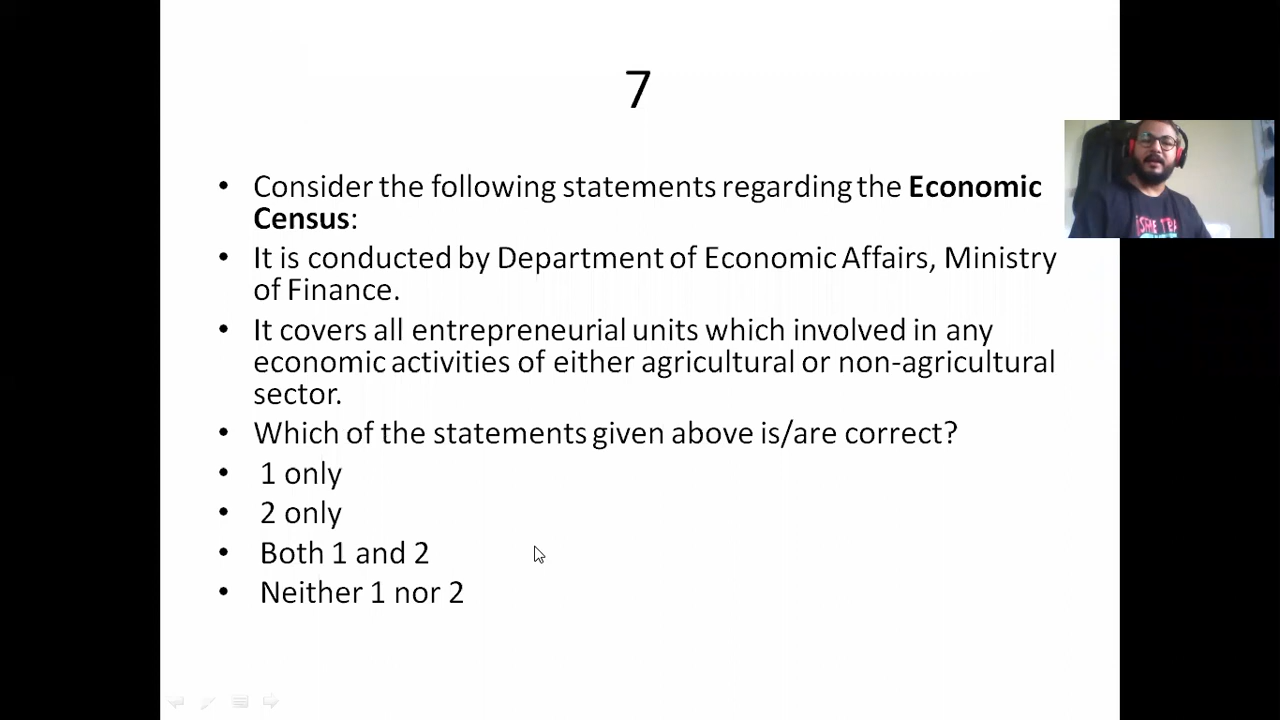 7
• Consider the following statements regarding the Economic
Census:
• It is conducted by Department of Economic Affairs, Ministry
of Finance.
• It covers all entrepreneurial units which involved in any
economic activities of either agricultural or non-agricultural
sector.
• Which of the statements given above is/are correct?
• 1 only
• 2 only
• Both 1 and 2
• Neither 1 nor 2